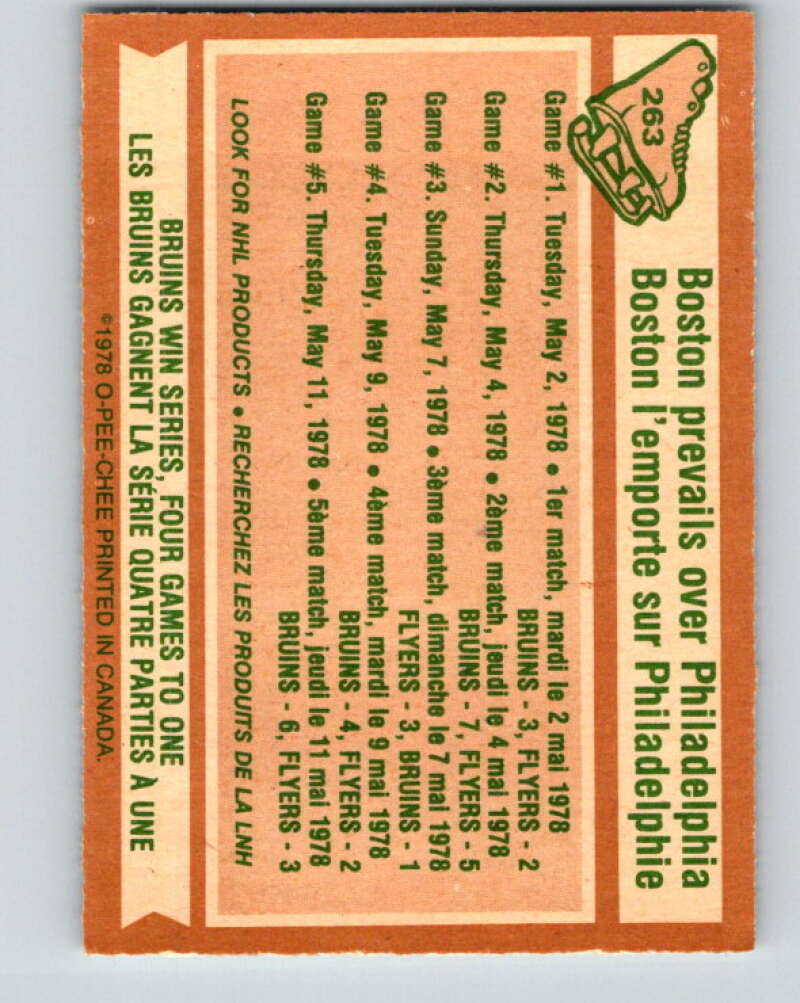 263
Boston prevails over Philadelphia
Boston l'emporte sur Philadelphie
Game #1. Tuesday, May 2, 1978 • 1er match, mardi le 2 mai 1978
BRUINS - 3, FLYERS - 2
Game #2. Thursday, May 4, 1978 • 2ème match, jeudi le 4 mai 1978
BRUINS - 7, FLYERS - 5
Game #3. Sunday, May 7, 1978 • 3ème match, dimanche le 7 mai 1978
FLYERS - 3, BRUINS - 1
Game #4. Tuesday, May 9, 1978 • 4ème match, mardi le 9 mai 1978
BRUINS - 4, FLYERS - 2
Game #5. Thursday, May 11, 1978 • 5ème match, jeudi le 11 mai 1978
BRUINS - 6, FLYERS - 3
LOOK FOR NHL PRODUCTS • RECHERCHEZ LES PRODUITS DE LA LNH
BRUINS WIN SERIES, FOUR GAMES TO ONE
LES BRUINS GAGNENT LA SÉRIE QUATRE PARTIES À UNE
©1978 O-PEE-CHEE PRINTED IN CANADA.